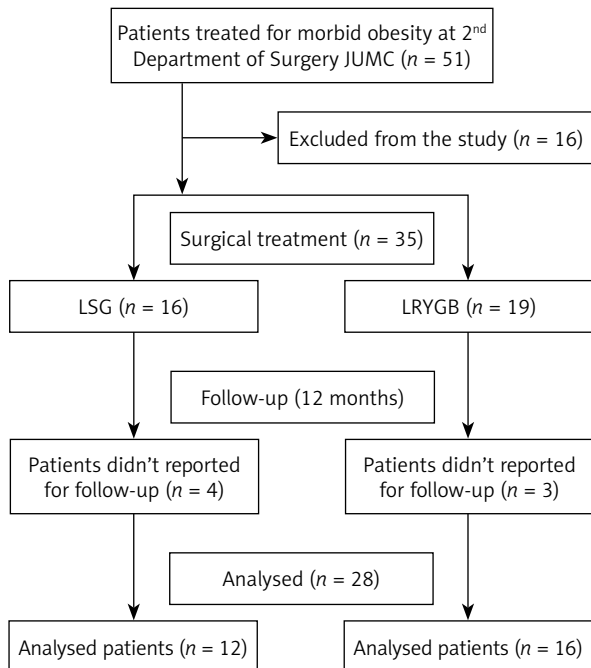 Patients treated for morbid obesity at 2nd
Department of Surgery JUMC (n = 51)
Excluded from the study (n = 16)
Surgical treatment (n = 35)
LSG (n = 16)
LRYGB (n = 19)
Follow-up (12 months)
Patients didn't reported
for follow-up (n = 4)
Patients didn't reported
for follow-up (n = 3)
Analysed (n = 28)
Analysed patients (n = 12)
Analysed patients (n = 16)